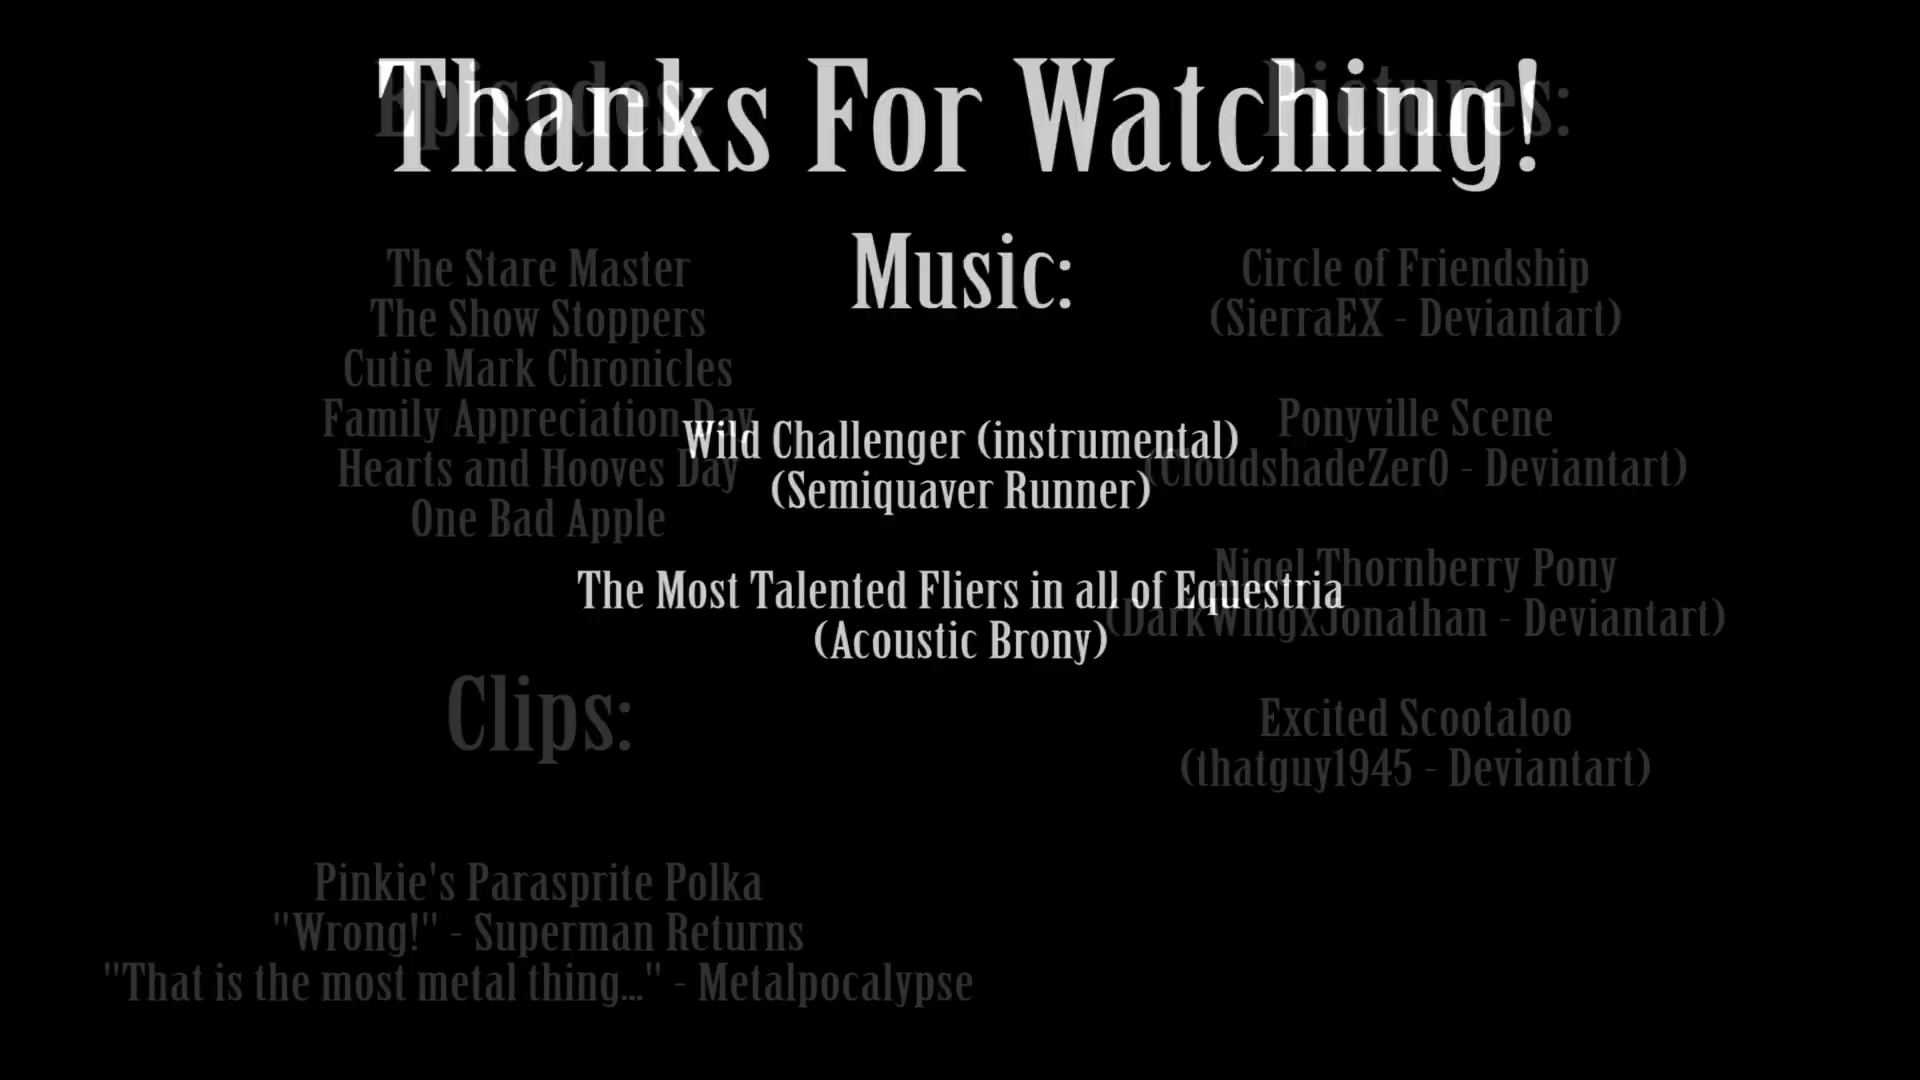 Thanks For Watching!
Music:
Wild Challenger (instrumental)
(Semiquaver Runner)
The Most Talented Fliers in all of Equestria
(Acoustic Brony)
Episodes:
The Stare Master
The Show Stoppers
Cutie Mark Chronicles
Family Appreciation Day
Hearts and Hooves Day
One Bad Apple
Clips:
Pinkie's Parasprite Polka
"Wrong!" - Superman Returns
"That is the most metal thing..." - Metalpocalypse
Pictures:
Circle of Friendship
(SierraEX - Deviantart)
Ponyville Scene
(CloudshadeZer0 - Deviantart)
Nigel Thornberry Pony
(DarkWingxJonathan - Deviantart)
Excited Scootaloo
(thatguy1945 - Deviantart)